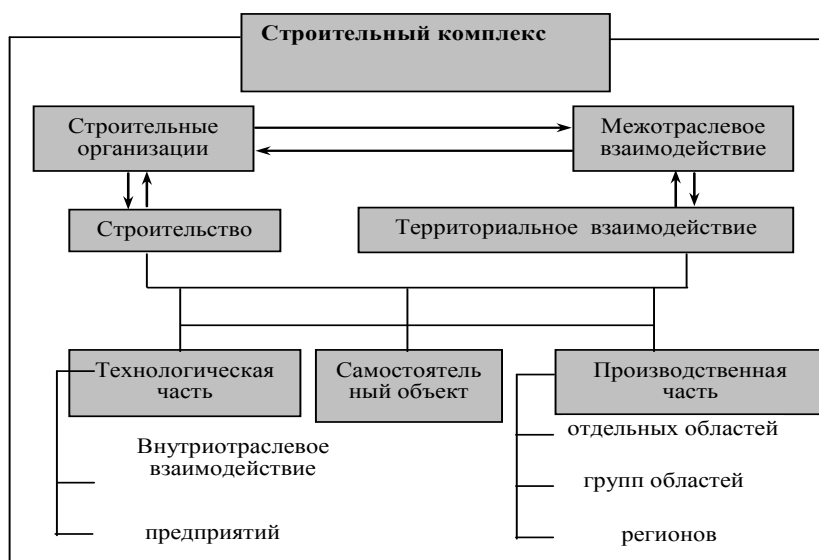 Строительный комплекс
Строительные
организации
Межотраслевое
взаимодействие
Строительство
Территориальное взаимодействие
Технологическая
часть
Самостоятель
ный объект
Производственная
часть
Внутриотраслевое
взаимодействие
предприятий
отдельных областей
групп областей
регионов